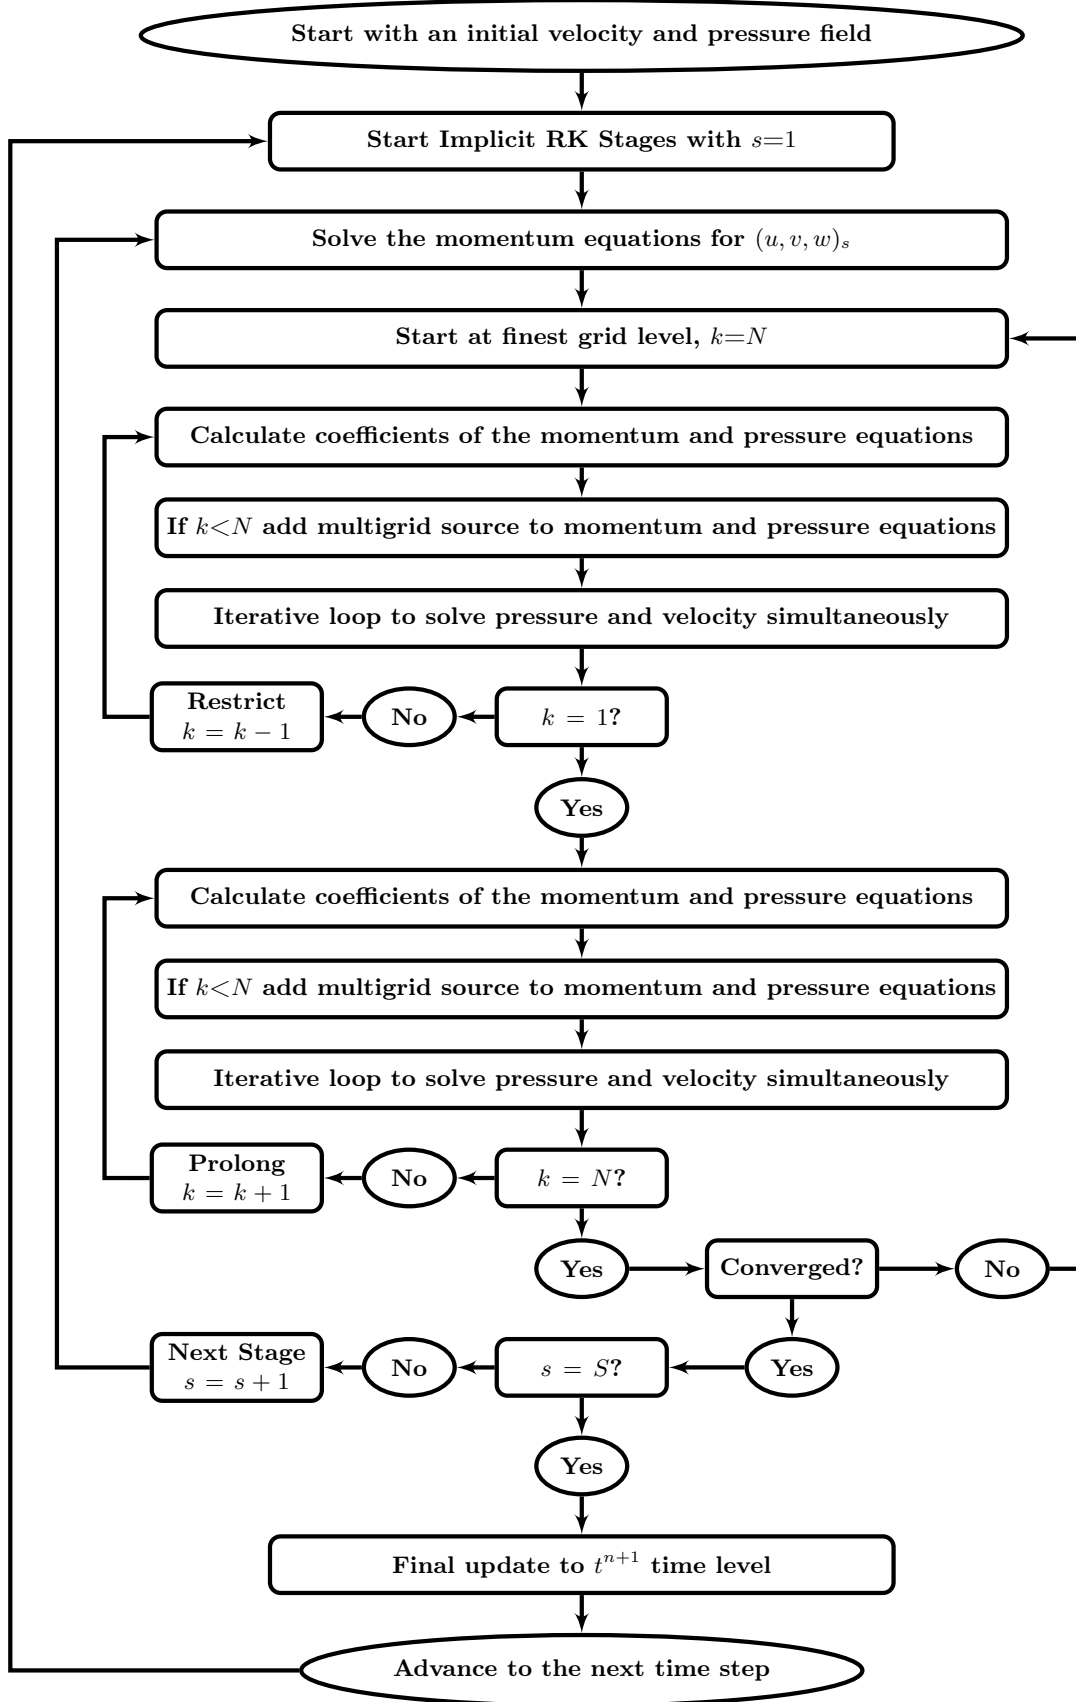 Start with an initial velocity and pressure field
Start Implicit RK Stages with s=1
Solve the momentum equations for (u, v, w)ₛ
Start at finest grid level, k=N
Calculate coefficients of the momentum and pressure equations
If k<N add multigrid source to momentum and pressure equations
Iterative loop to solve pressure and velocity simultaneously
Restrict
k = k − 1
No
k = 1?
Yes
Calculate coefficients of the momentum and pressure equations
If k<N add multigrid source to momentum and pressure equations
Iterative loop to solve pressure and velocity simultaneously
Prolong
k = k + 1
No
k = N?
Yes
Converged?
No
Next Stage
s = s + 1
No
s = S?
Yes
Yes
Final update to tⁿ⁺¹ time level
Advance to the next time step